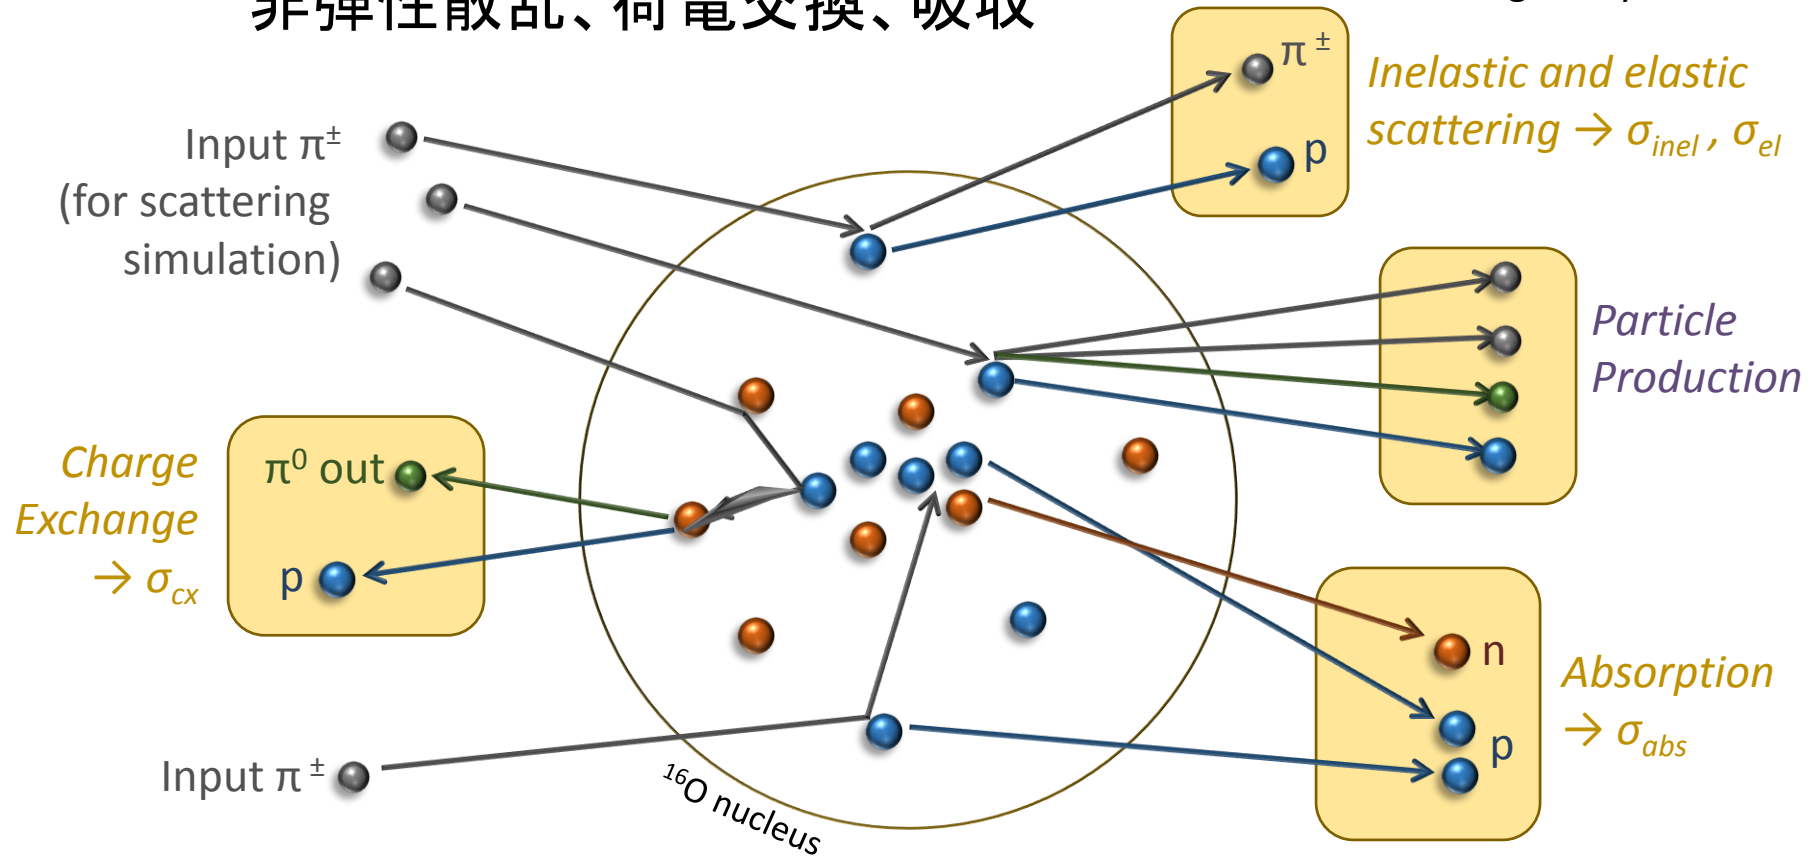 非弾性散乱、荷電交換、吸収
π ±
Inelastic and elastic
scattering → σinel , σel
p
Input π±
(for scattering
simulation)
Particle
Production
Charge
Exchange
→ σcx
π0 out
p
n
p
Absorption
→ σabs
Input π ±
16O nucleus